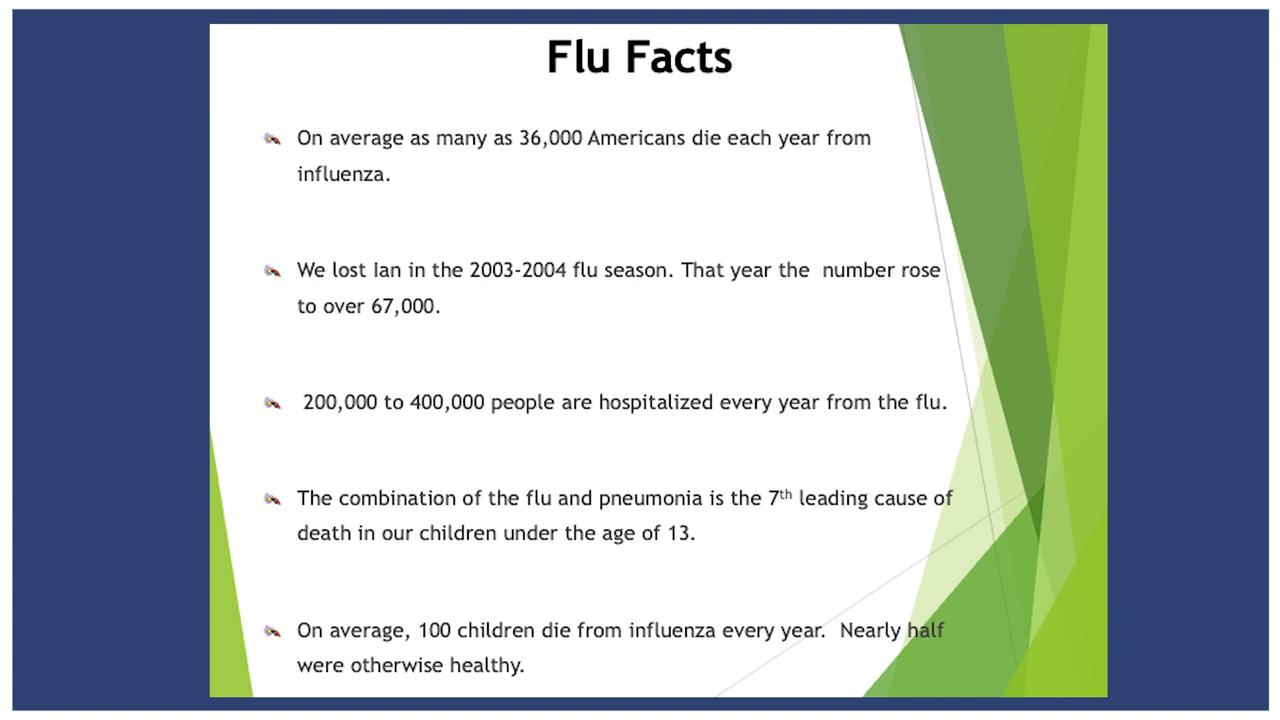 Flu Facts
On average as many as 36,000 Americans die each year from
influenza.
We lost Ian in the 2003-2004 flu season. That year the  number rose
to over 67,000.
200,000 to 400,000 people are hospitalized every year from the flu.
The combination of the flu and pneumonia is the 7th leading cause of
death in our children under the age of 13.
On average, 100 children die from influenza every year.  Nearly half
were otherwise healthy.